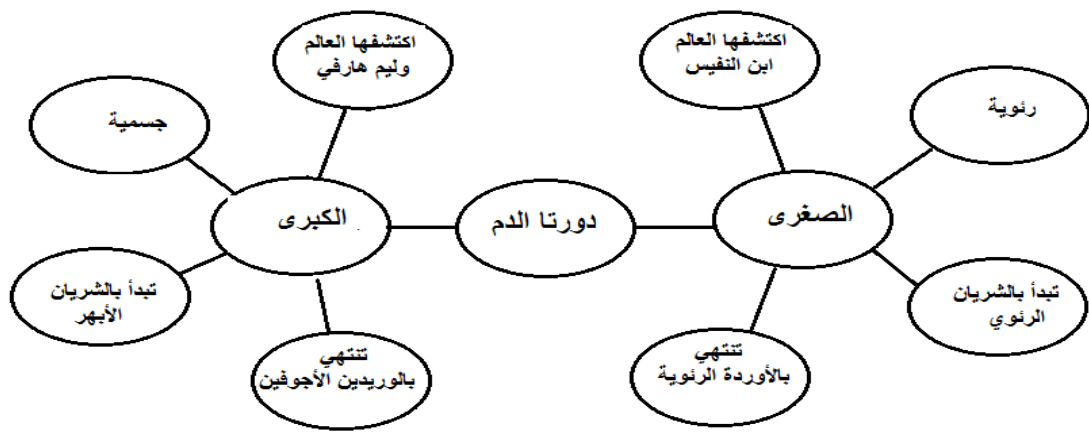 اكتشفها العالم
ابن النفيس
اكتشفها العالم
وليم هارفي
رئوية
جسمية
الصغرى
دورتا الدم
الكبرى
تبدأ بالشريان
الرئوي
تبدأ بالشريان
الأبهر
تنتهي
بالأوردة الرئوية
تنتهي
بالوريدين الأجوفين